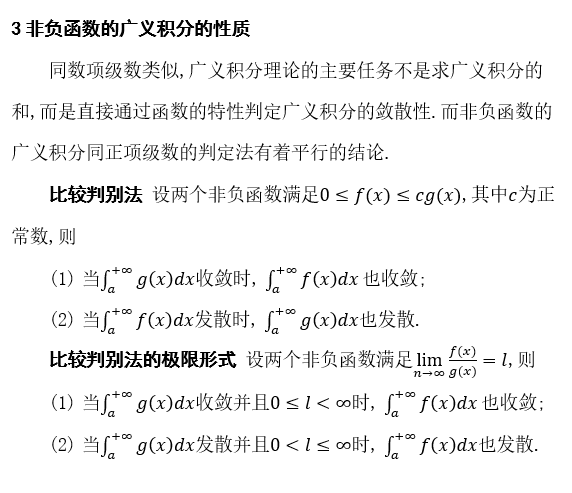 3 非负函数的广义积分的性质
同数项级数类似,广义积分理论的主要任务不是求广义积分的
和,而是直接通过函数的特性判定广义积分的敛散性.而非负函数的
广义积分同正项级数的判定法有着平行的结论.
比较判别法 设两个非负函数满足0 ≤ f(x) ≤ cg(x),其中c为正
常数,则
(1) 当∫_a^{+∞} g(x)dx收敛时, ∫_a^{+∞} f(x)dx 也收敛;
(2) 当∫_a^{+∞} f(x)dx发散时, ∫_a^{+∞} g(x)dx也发散.
比较判别法的极限形式 设两个非负函数满足lim_{n→∞} f(x)/g(x) = l,则
(1) 当∫_a^{+∞} g(x)dx收敛并且0 ≤ l < ∞时, ∫_a^{+∞} f(x)dx 也收敛;
(2) 当∫_a^{+∞} g(x)dx发散并且0 < l ≤ ∞时, ∫_a^{+∞} f(x)dx也发散.